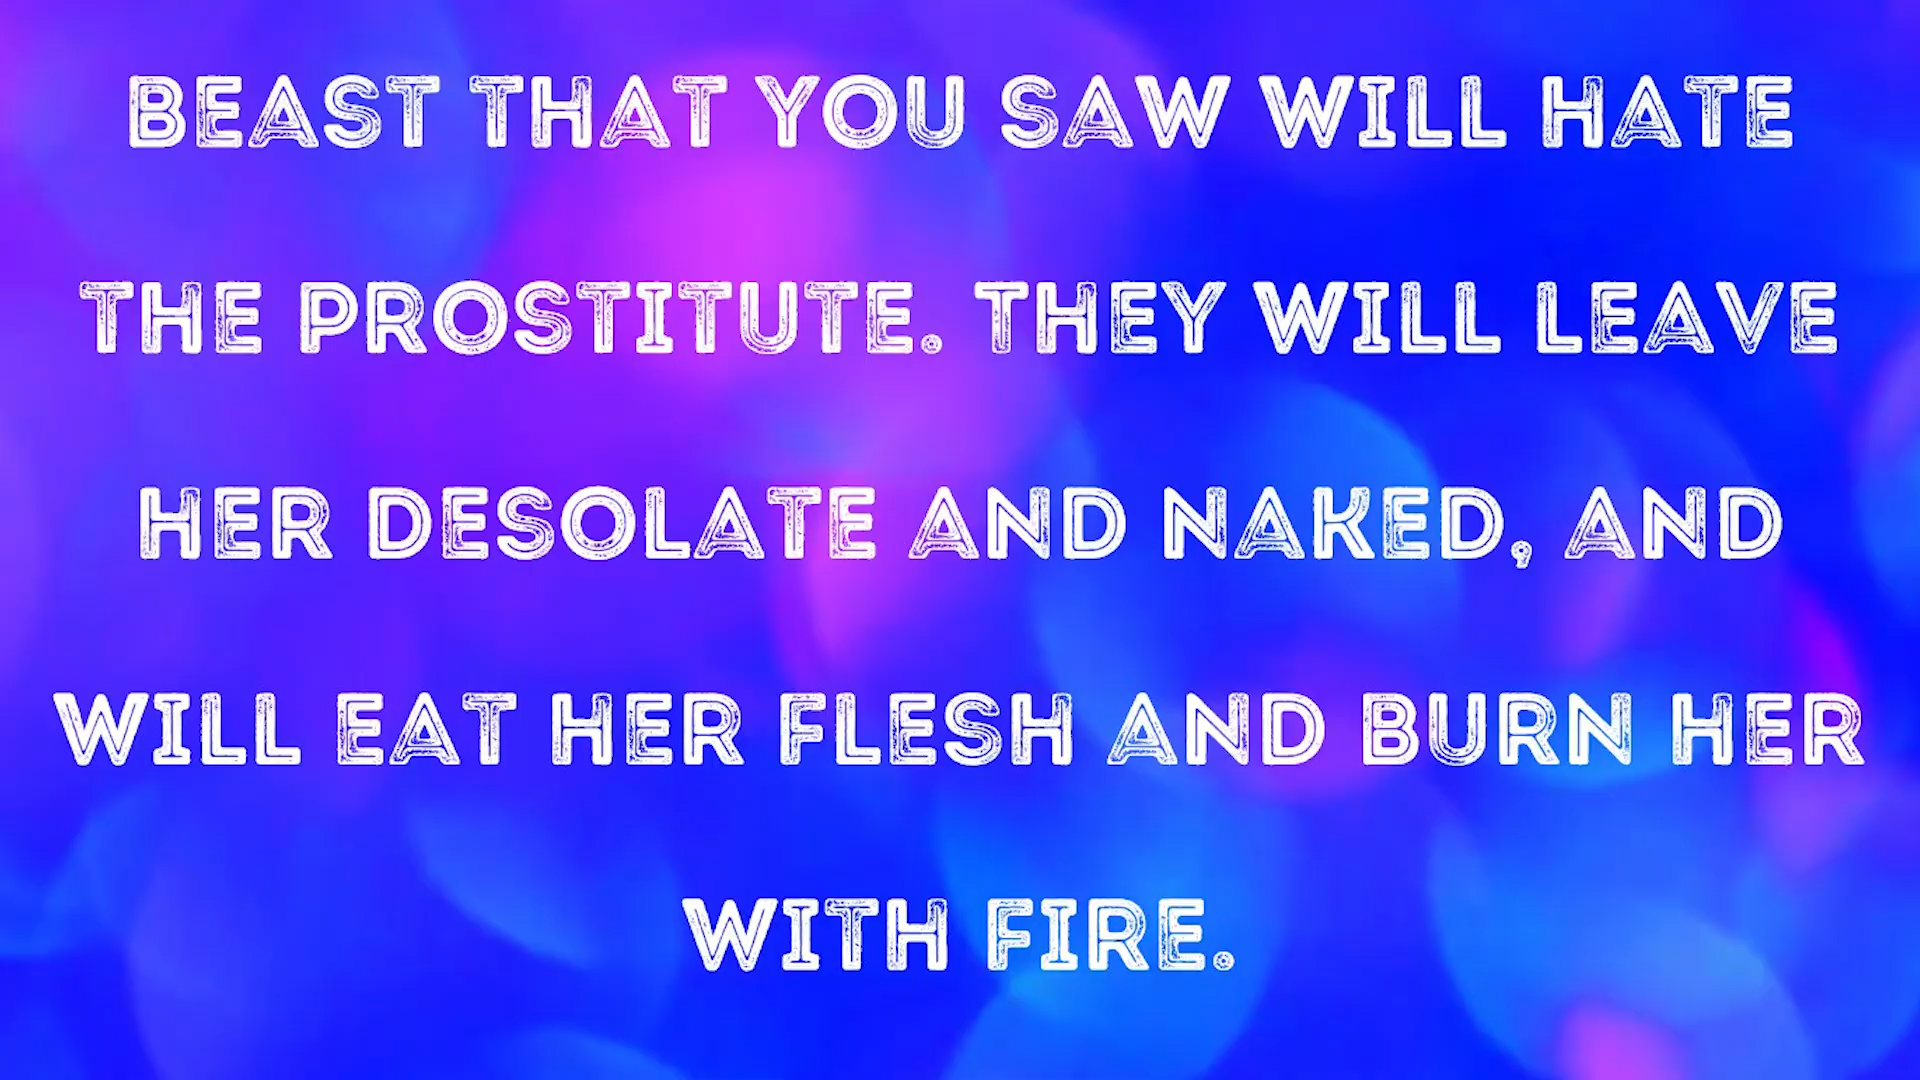 BEAST THAT YOU SAW WILL HATE
THE PROSTITUTE. THEY WILL LEAVE
HER DESOLATE AND NAKED, AND
WILL EAT HER FLESH AND BURN HER
WITH FIRE.